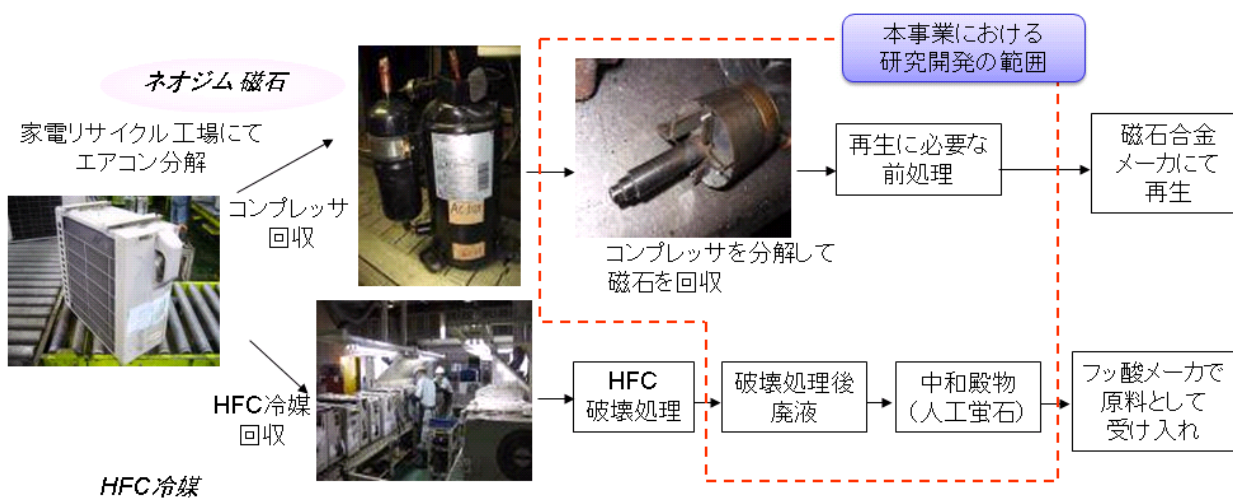 本事業における
研究開発の範囲
ネオジム 磁石
家電リサイクル工場にて
エアコン分解
コンプレッサ
回収
コンプレッサを分解して
磁石を回収
再生に必要な
前処理
磁石合金
メーカにて
再生
HFC冷媒
回収
HFC
破壊処理
破壊処理後
廃液
中和殿物
(人工蛍石)
フッ酸メーカで
原料として
受け入れ
HFC冷媒